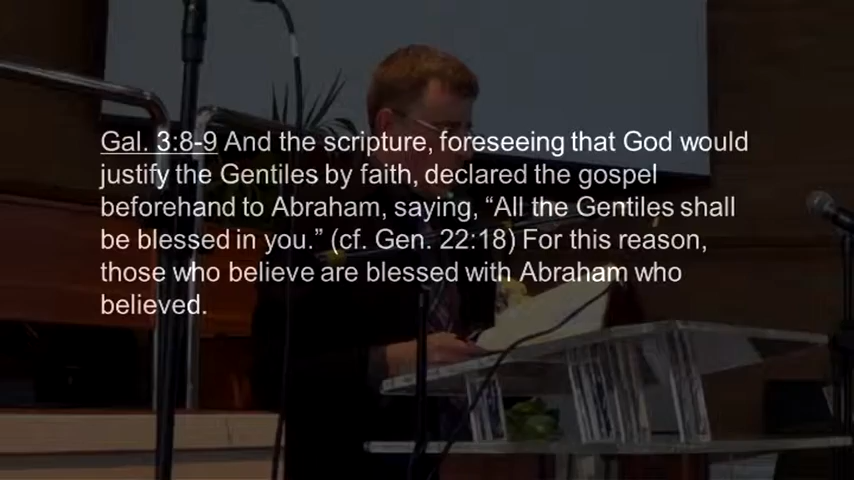 Gal. 3:8-9 And the scripture, foreseeing that God would
justify the Gentiles by faith, declared the gospel
beforehand to Abraham, saying, “All the Gentiles shall
be blessed in you.” (cf. Gen. 22:18) For this reason,
those who believe are blessed with Abraham who
believed.